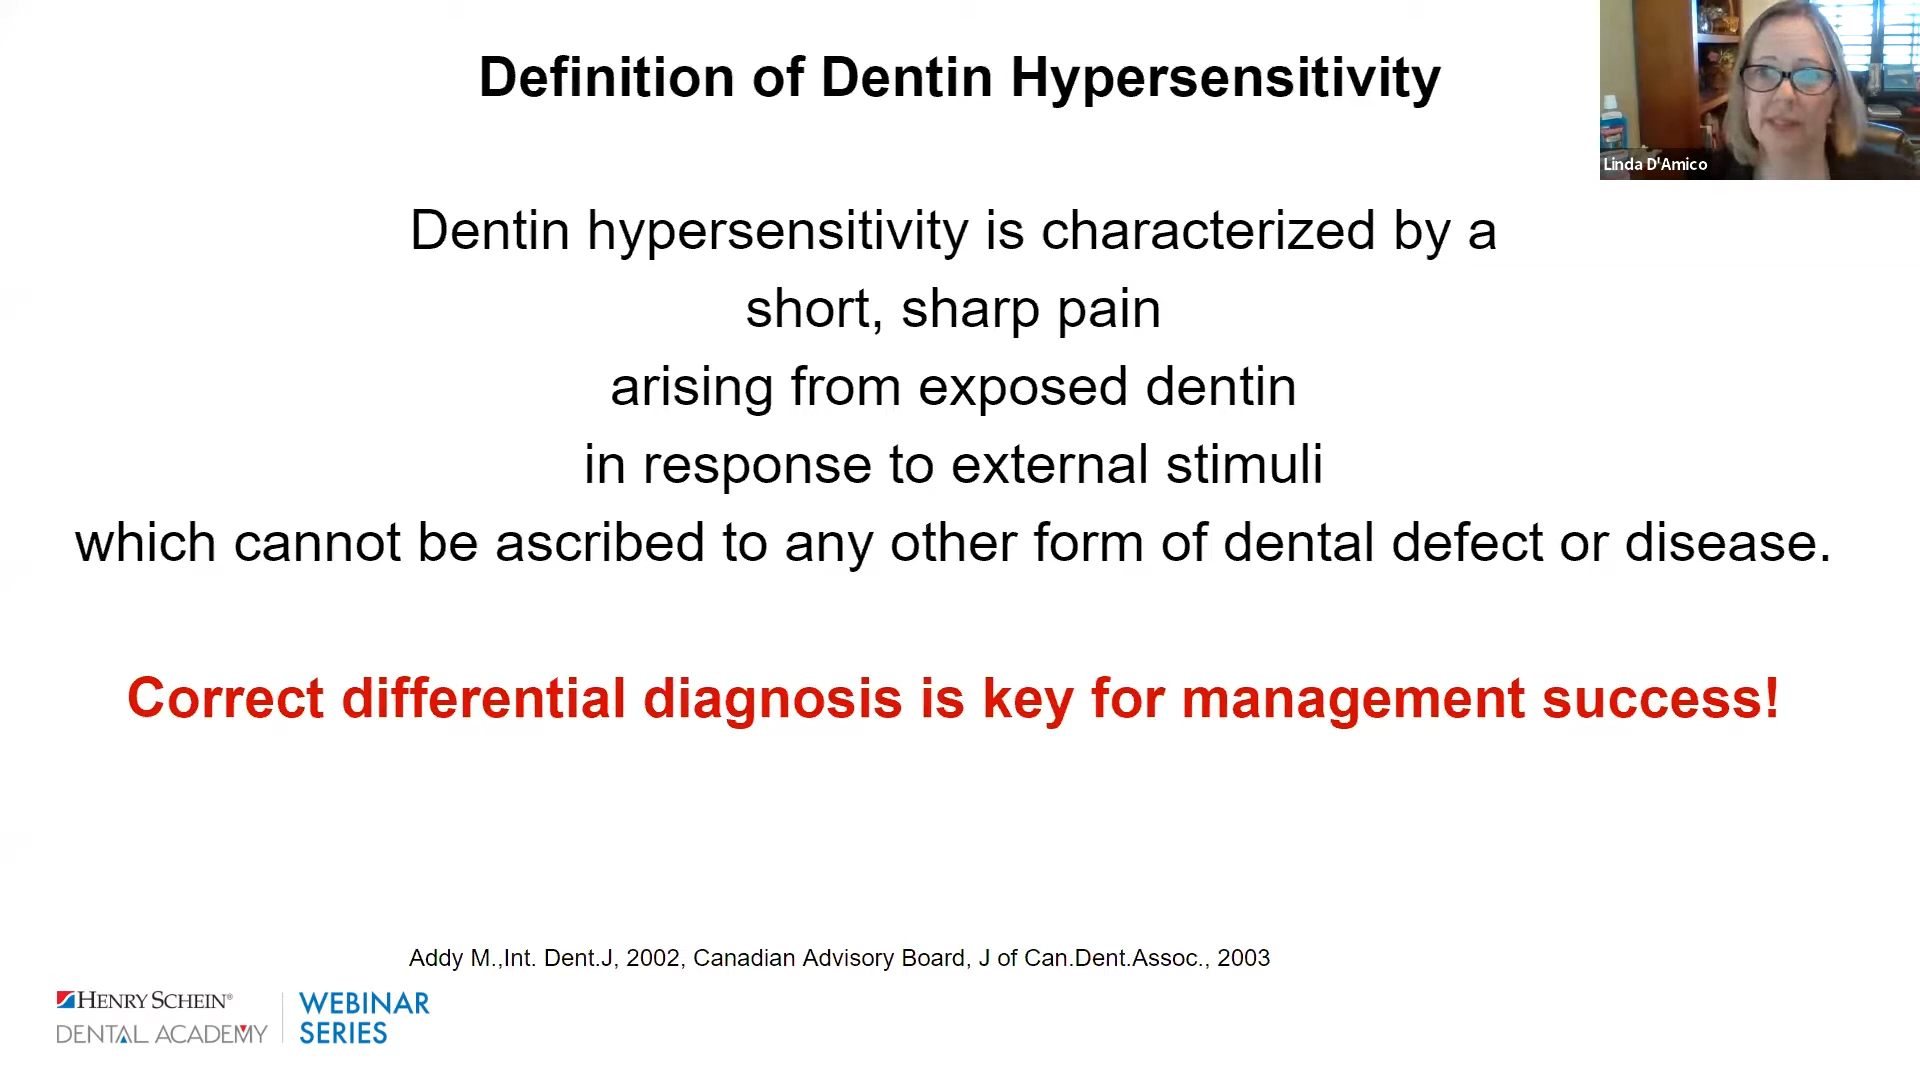 Definition of Dentin Hypersensitivity
Linda D'Amico
Dentin hypersensitivity is characterized by a
short, sharp pain
arising from exposed dentin
in response to external stimuli
which cannot be ascribed to any other form of dental defect or disease.
Correct differential diagnosis is key for management success!
Addy M.,Int. Dent.J, 2002, Canadian Advisory Board, J of Can.Dent.Assoc., 2003
HENRY SCHEIN®
DENTAL ACADEMY
WEBINAR
SERIES